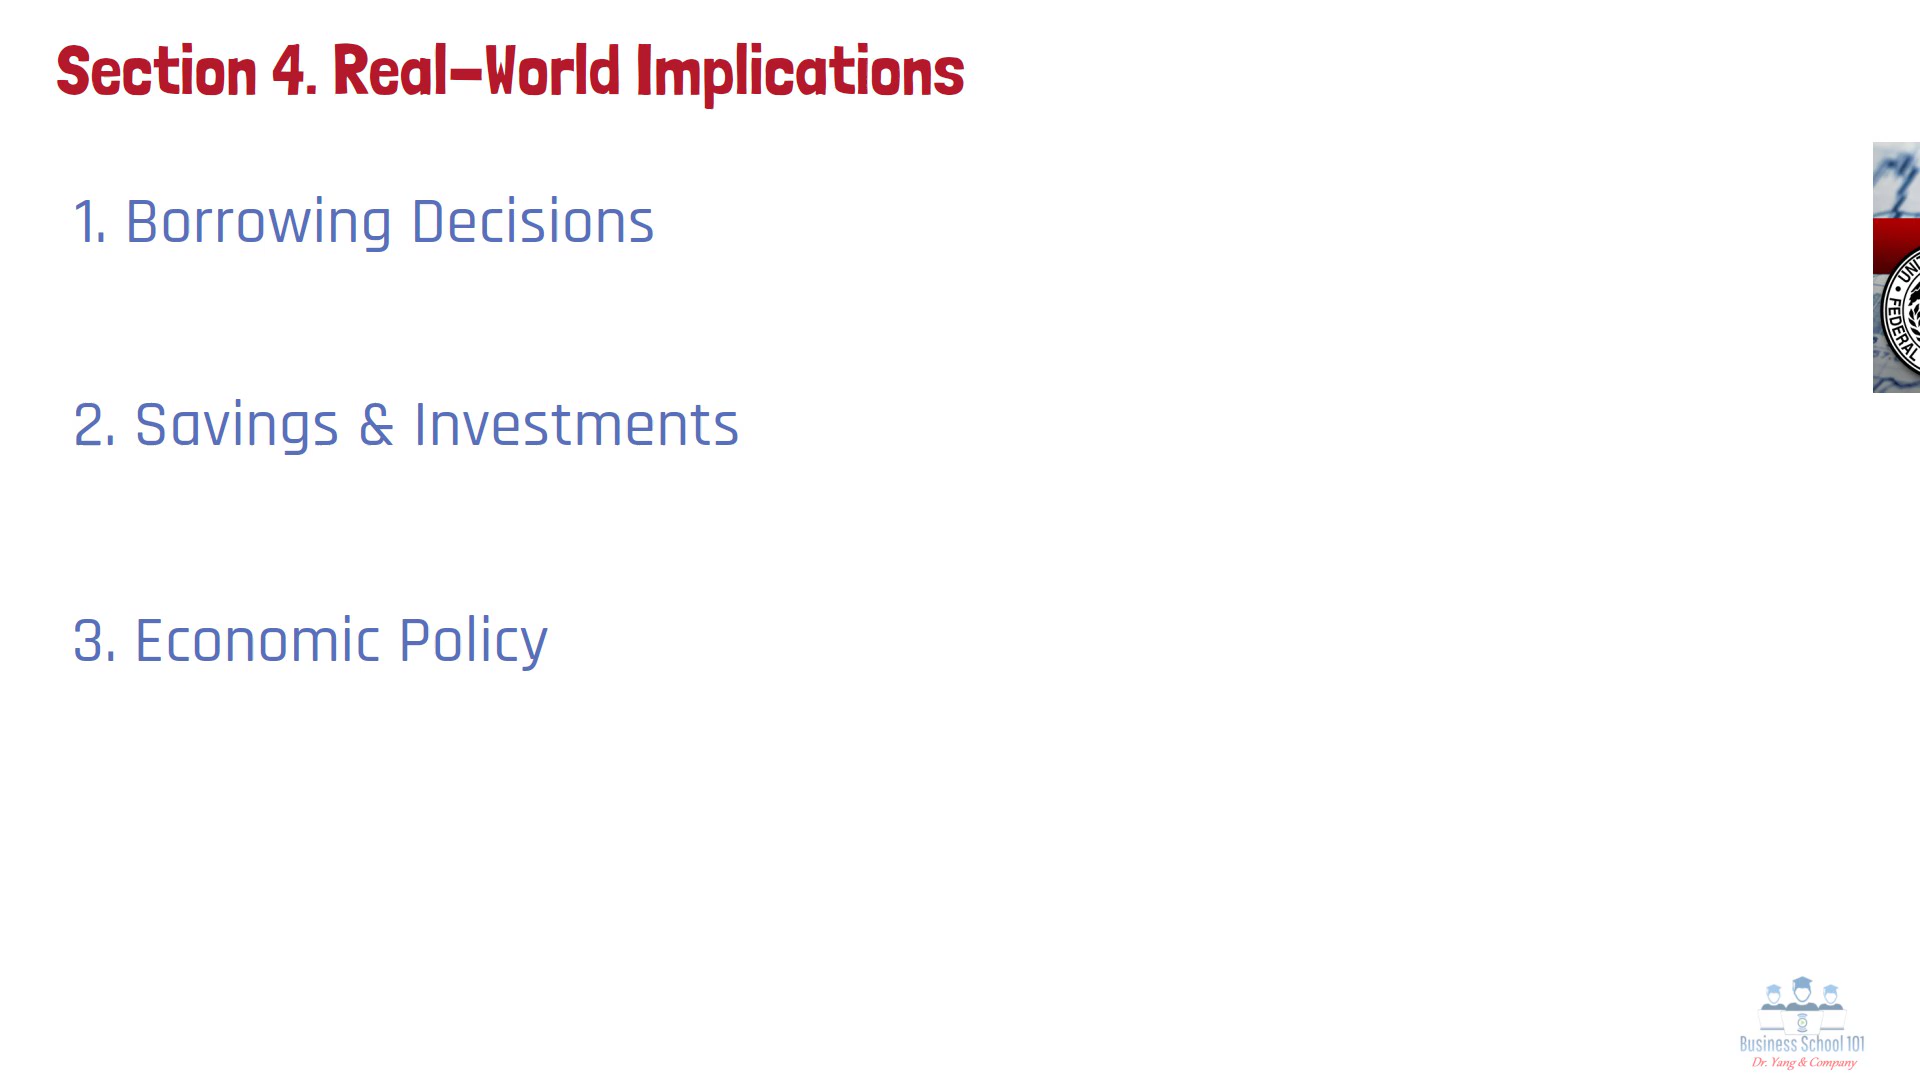 Section 4. Real-World Implications
1. Borrowing Decisions
2. Savings & Investments
3. Economic Policy
FEDERAL
Business School 101
Dr. Yang & Company